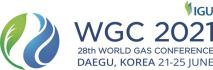 IGU
WGC 2021
28th WORLD GAS CONFERENCE
DAEGU, KOREA 21-25 JUNE